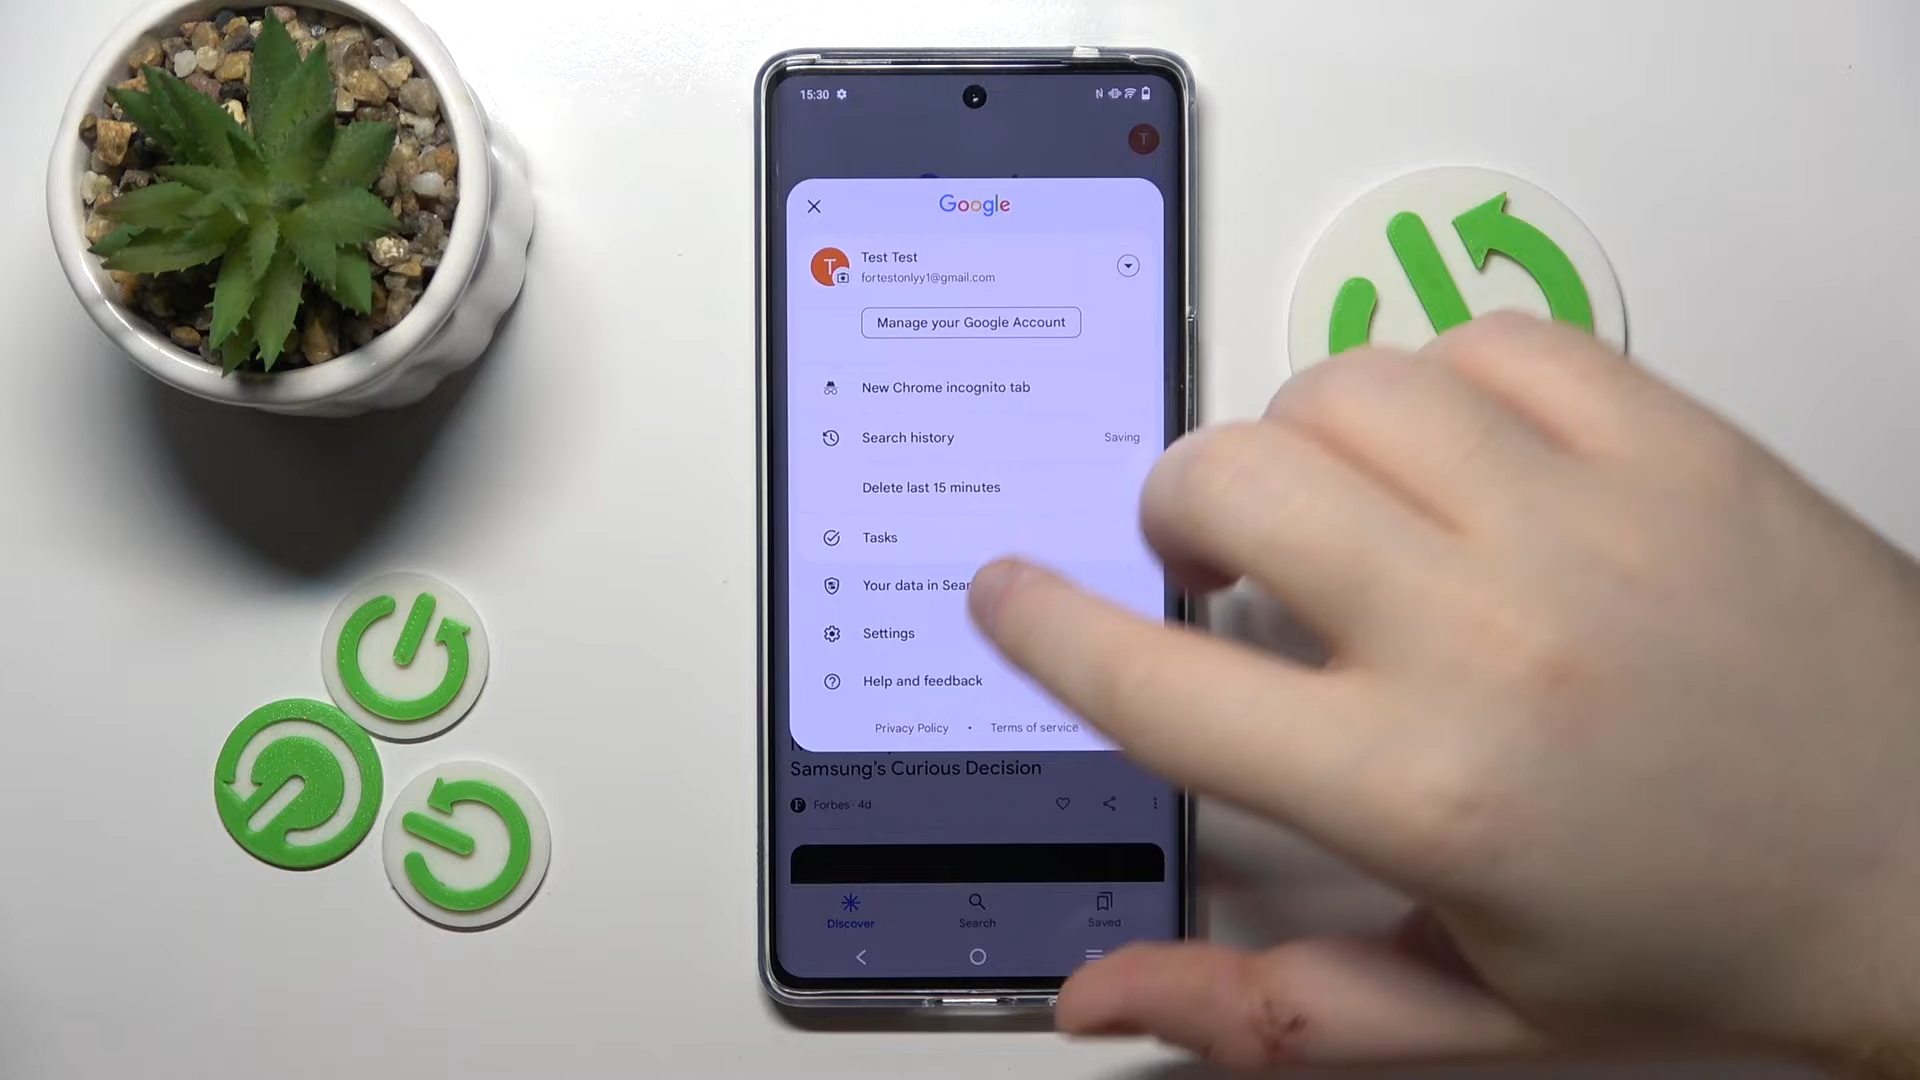 15:30
T
Google
Test Test
T
fortestonlyy1@gmail.com
Manage your Google Account
New Chrome incognito tab
Search history Saving
Delete last 15 minutes
Tasks
Your data in
Settings
Help and feedback
Privacy Policy • Terms of service
Samsung's Curious Decision
F Forbes · 4d
Discover Search Saved